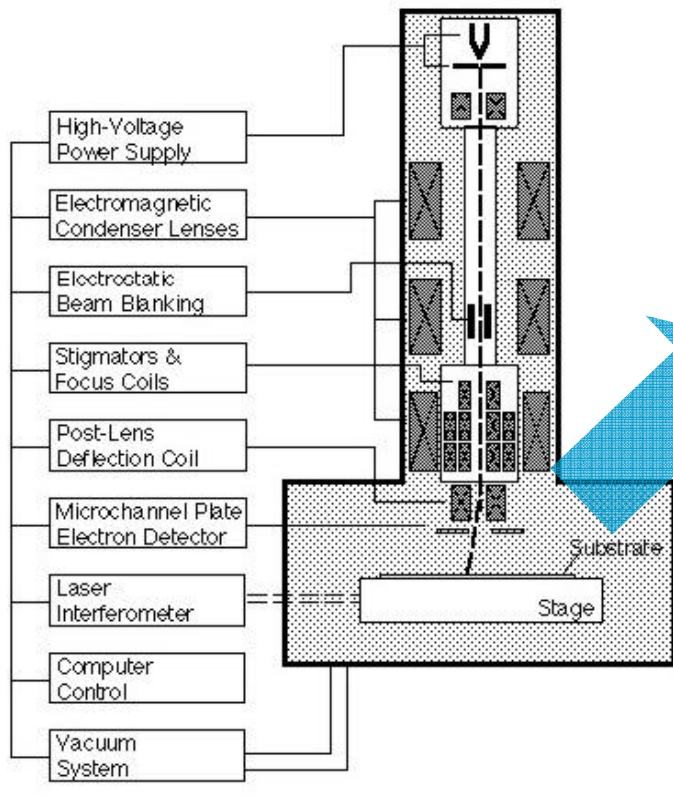 High-Voltage
Power Supply
Electromagnetic
Condenser Lenses
Electrostatic
Beam Blanking
Stigmators &
Focus Coils
Post-Lens
Deflection Coil
Microchannel Plate
Electron Detector
Substrate
Laser
Interferometer
Stage
Computer
Control
Vacuum
System